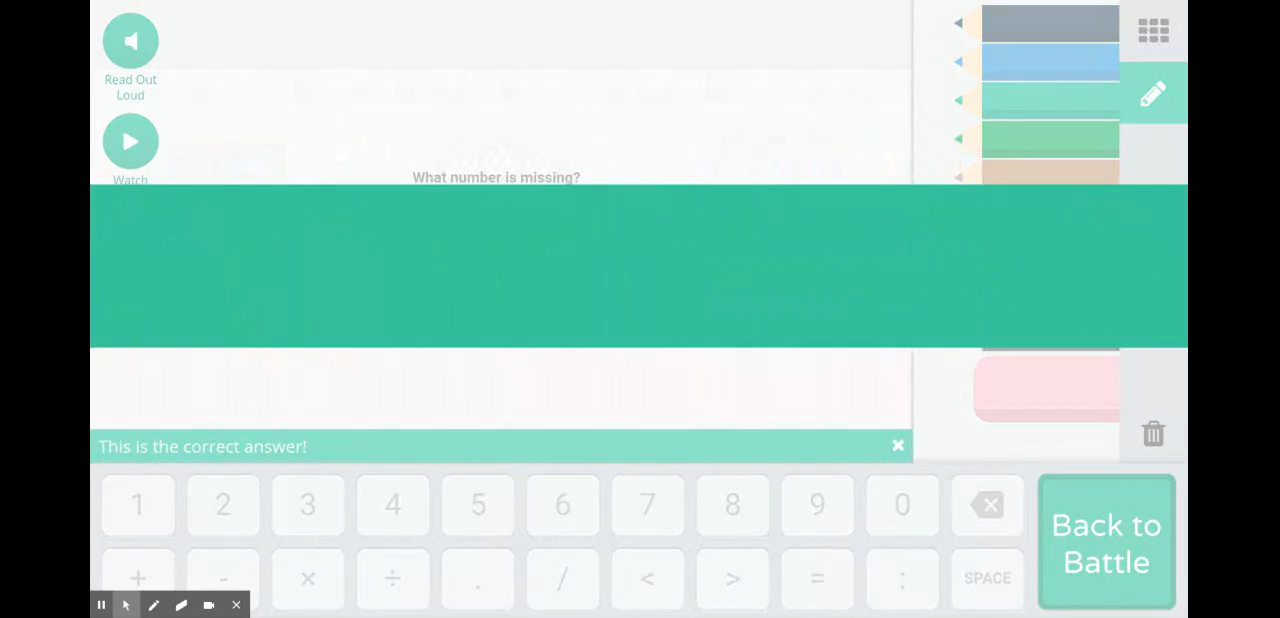 Read Out
Loud
Watch
What number is missing?
This is the correct answer!
1 2 3 4 5 6 7 8 9 0
+ - × ÷ . / < > = : SPACE
Back to
Battle